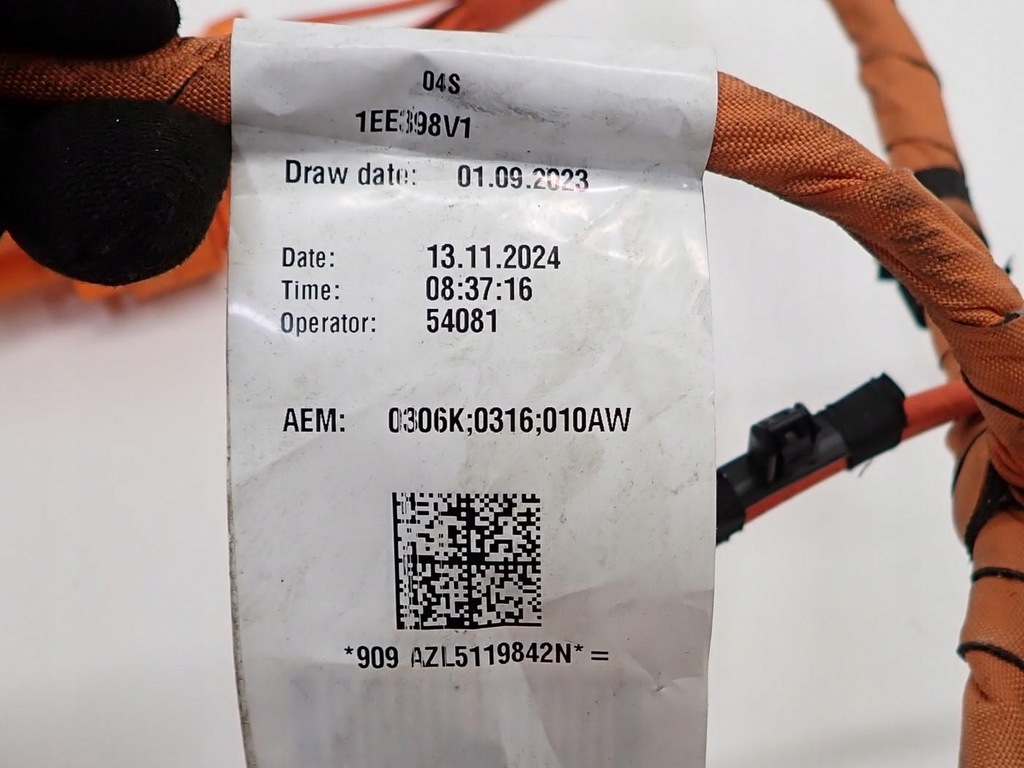 04S
1EE398V1
Draw date: 01.09.2023
Date: 13.11.2024
Time: 08:37:16
Operator: 54081
AEM: 0306K;0316;010AW
*909 AZL5119842N* =